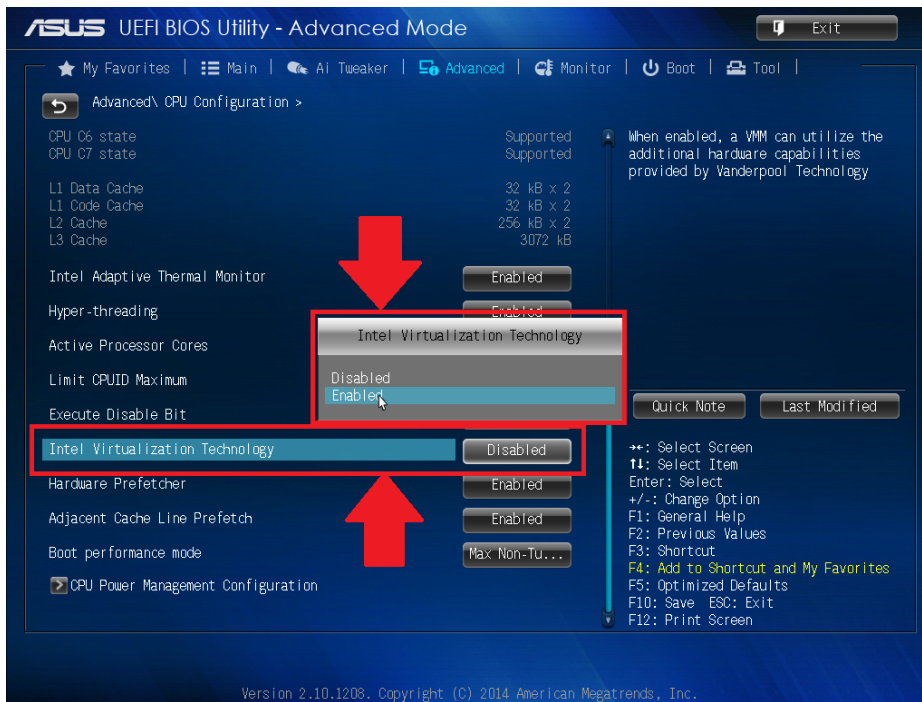 ASUS UEFI BIOS Utility - Advanced Mode
Exit
My Favorites | Main | Ai Tweaker | Advanced | Monitor | Boot | Tool |
Advanced\ CPU Configuration >
CPU C6 state Supported
CPU C7 state Supported
L1 Data Cache 32 kB x 2
L1 Code Cache 32 kB x 2
L2 Cache 256 kB x 2
L3 Cache 3072 kB
Intel Adaptive Thermal Monitor Enabled
Hyper-threading Enabled
Active Processor Cores
Limit CPUID Maximum
Execute Disable Bit
Intel Virtualization Technology
Disabled
Enabled
Intel Virtualization Technology Disabled
Hardware Prefetcher Enabled
Adjacent Cache Line Prefetch Enabled
Boot performance mode Max Non-Tu...
> CPU Power Management Configuration
When enabled, a VMM can utilize the
additional hardware capabilities
provided by Vanderpool Technology
Quick Note Last Modified
→←: Select Screen
↑↓: Select Item
Enter: Select
+/-: Change Option
F1: General Help
F2: Previous Values
F3: Shortcut
F4: Add to Shortcut and My Favorites
F5: Optimized Defaults
F10: Save ESC: Exit
F12: Print Screen
Version 2.10.1208. Copyright (C) 2014 American Megatrends, Inc.